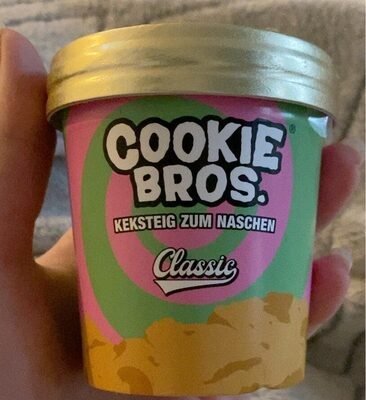 COOKIE®
BROS.
KEKSTEIG ZUM NASCHEN
Classic